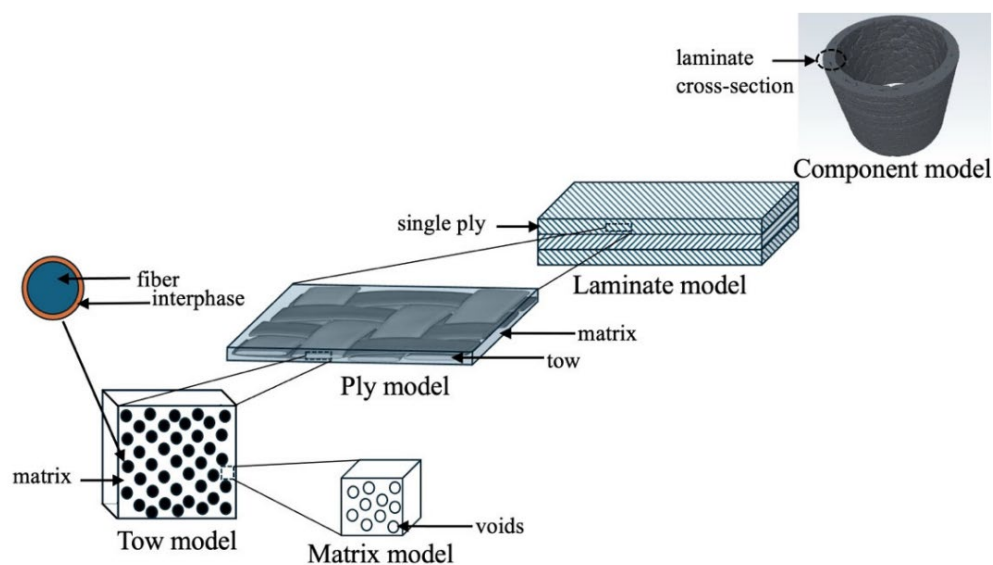 laminate
cross-section
Component model
single ply
Laminate model
fiber
interphase
matrix
tow
Ply model
matrix
voids
Tow model
Matrix model